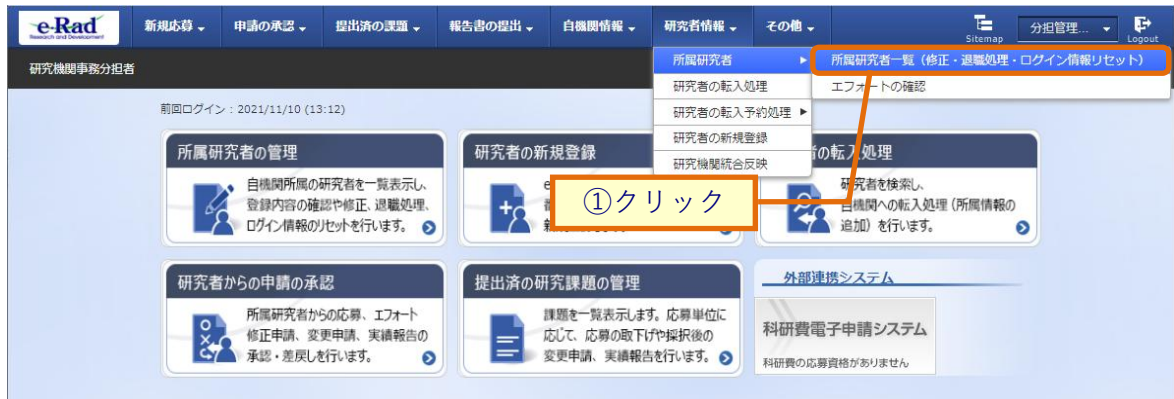 e-Rad
Research and Development
新規応募
申請の承認
提出済の課題
報告書の提出
自機関情報
研究者情報
その他
Sitemap
分担管理...
Logout
研究機関事務分担者
所属研究者
所属研究者一覧（修正・退職処理・ログイン情報リセット）
研究者の転入処理
エフォートの確認
研究者の転入予約処理
研究者の新規登録
研究機関統合反映
前回ログイン：2021/11/10 (13:12)
所属研究者の管理
自機関所属の研究者を一覧表示し、
登録内容の確認や修正、退職処理、
ログイン情報のリセットを行います。
研究者の新規登録
①クリック
の転入処理
研究者を検索し、
自機関への転入処理（所属情報の
追加）を行います。
研究者からの申請の承認
所属研究者からの応募、エフォート
修正申請、変更申請、実績報告の
承認・差戻しを行います。
提出済の研究課題の管理
課題を一覧表示します。応募単位に
応じて、応募の取下げや採択後の
変更申請、実績報告を行います。
外部連携システム
科研費電子申請システム
科研費の応募資格がありません